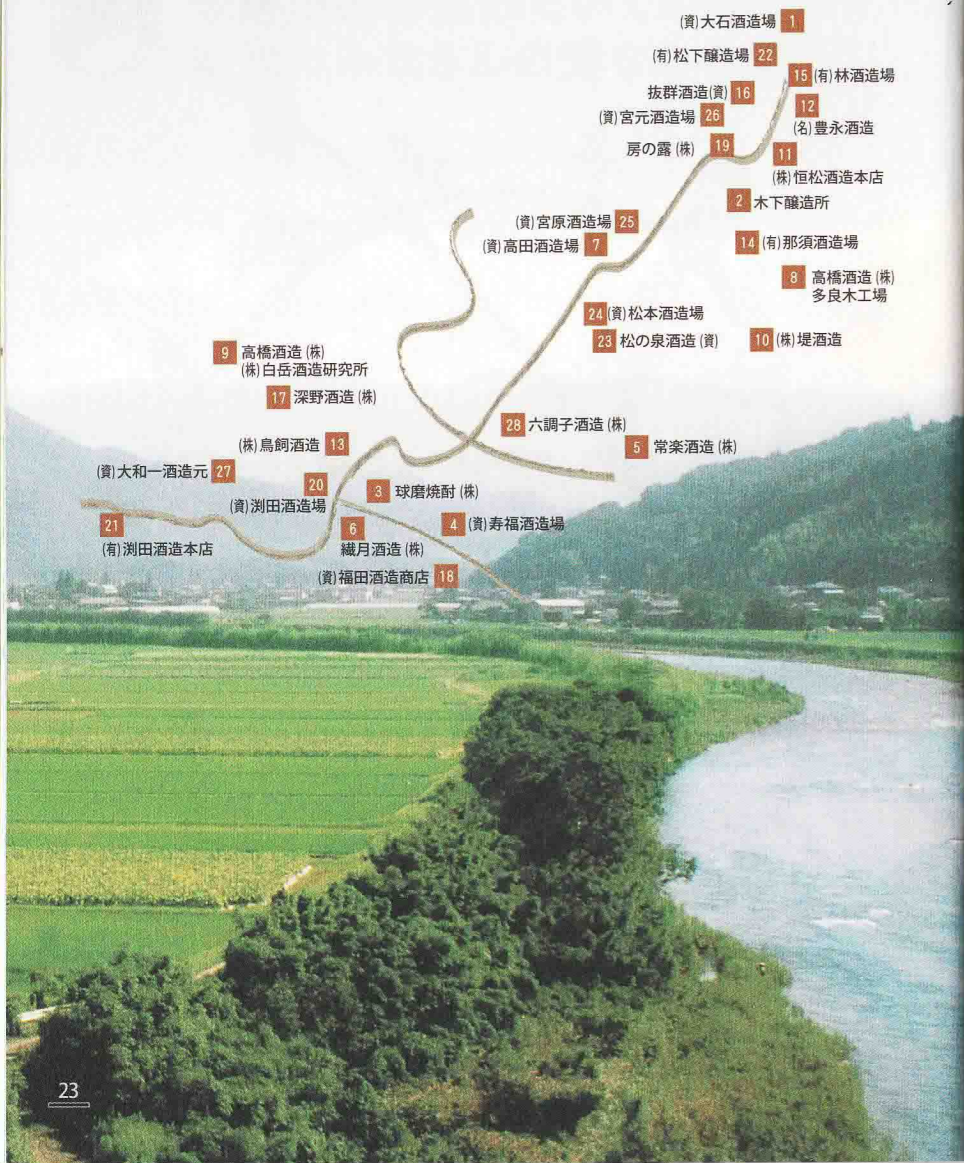 (資)大石酒造場 1
(有)松下醸造場 22
15 (有)林酒造場
抜群酒造(資) 16
12
(名)豊永酒造
(資)宮元酒造場 26
房の露(株) 19
11
(株)恒松酒造本店
2 木下醸造所
(資)宮原酒造場 25
(資)高田酒造場 7
14 (有)那須酒造場
8 高橋酒造(株)
多良木工場
24 (資)松本酒造場
23 松の泉酒造(資)
10 (株)堤酒造
9 高橋酒造(株)
(株)白岳酒造研究所
17 深野酒造(株)
28 六調子酒造(株)
(株)鳥飼酒造 13
5 常楽酒造(株)
(資)大和一酒造元 27
20
(資)渕田酒造場
3 球磨焼酎(株)
21
(有)渕田酒造本店
6
繊月酒造(株)
4 (資)寿福酒造場
(資)福田酒造商店 18
23